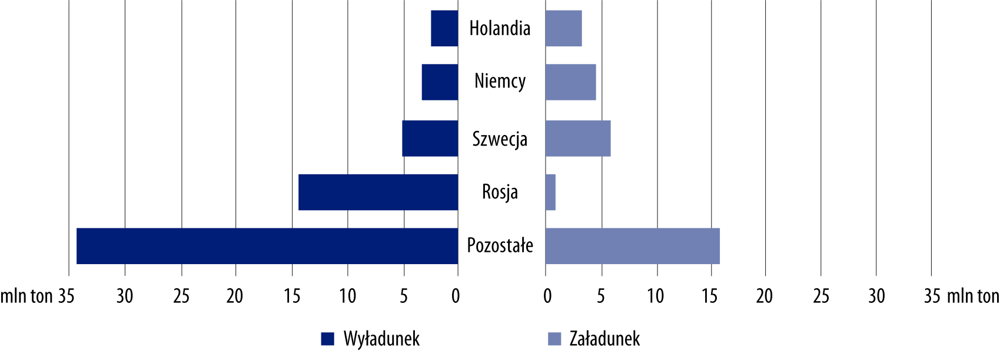 Holandia
Niemcy
Szwecja
Rosja
Pozostałe
mln ton 35 30 25 20 15 10 5 0 0 5 10 15 20 25 30 35 mln ton
Wyładunek Załadunek